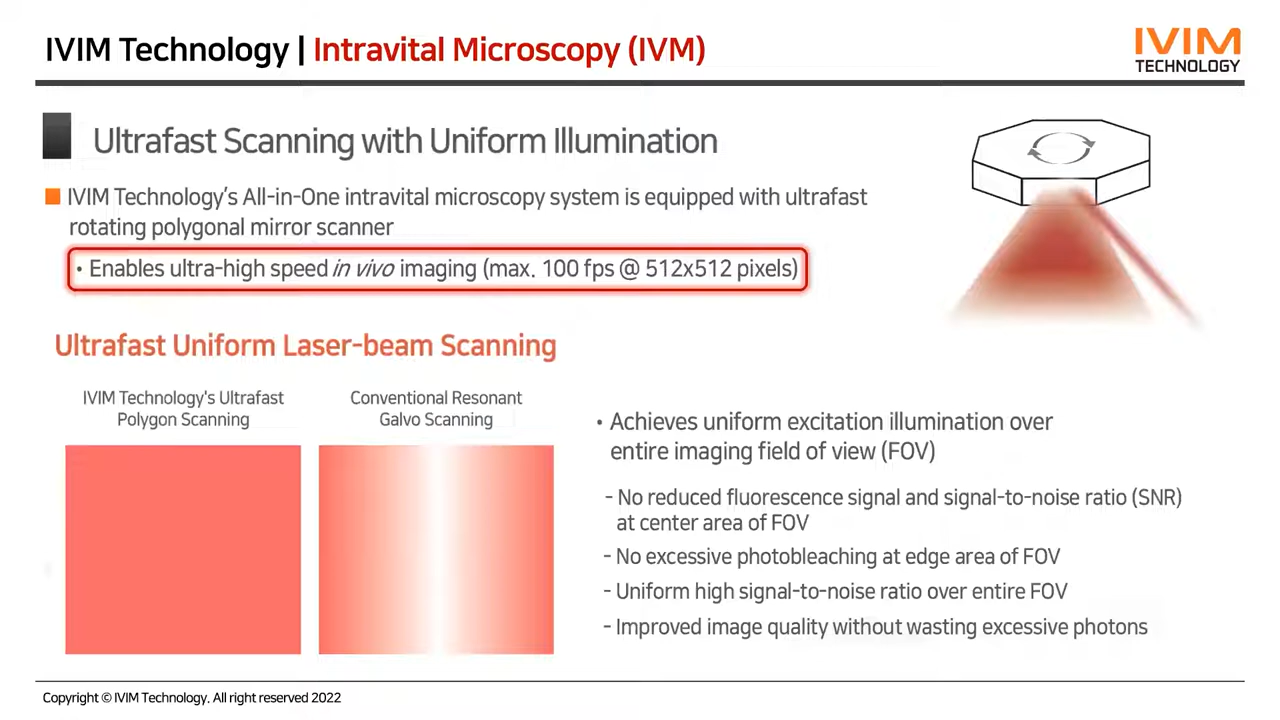 IVIM Technology | Intravital Microscopy (IVM)
IVIM
TECHNOLOGY
Ultrafast Scanning with Uniform Illumination
IVIM Technology's All-in-One intravital microscopy system is equipped with ultrafast
rotating polygonal mirror scanner
• Enables ultra-high speed in vivo imaging (max. 100 fps @ 512x512 pixels)
Ultrafast Uniform Laser-beam Scanning
IVIM Technology's Ultrafast
Polygon Scanning
Conventional Resonant
Galvo Scanning
• Achieves uniform excitation illumination over
entire imaging field of view (FOV)
- No reduced fluorescence signal and signal-to-noise ratio (SNR)
at center area of FOV
- No excessive photobleaching at edge area of FOV
- Uniform high signal-to-noise ratio over entire FOV
- Improved image quality without wasting excessive photons
Copyright © IVIM Technology. All right reserved 2022